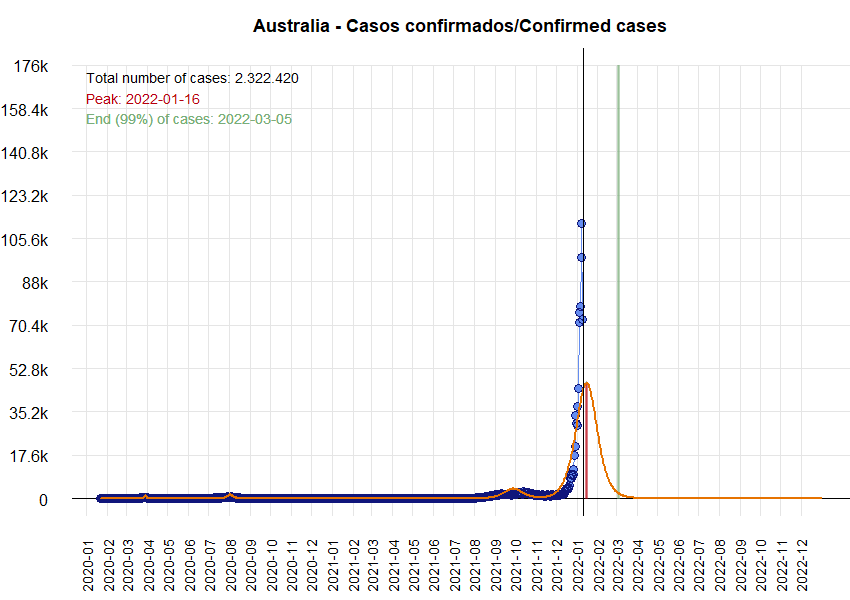 Australia - Casos confirmados/Confirmed cases
176k
158.4k
140.8k
123.2k
105.6k
88k
70.4k
52.8k
35.2k
17.6k
0
Total number of cases: 2.322.420
Peak: 2022-01-16
End (99%) of cases: 2022-03-05
2020-01
2020-02
2020-03
2020-04
2020-05
2020-06
2020-07
2020-08
2020-09
2020-10
2020-12
2021-01
2021-02
2021-03
2021-04
2021-05
2021-06
2021-07
2021-08
2021-09
2021-10
2021-11
2021-12
2022-01
2022-02
2022-03
2022-04
2022-05
2022-06
2022-07
2022-08
2022-09
2022-10
2022-11
2022-12